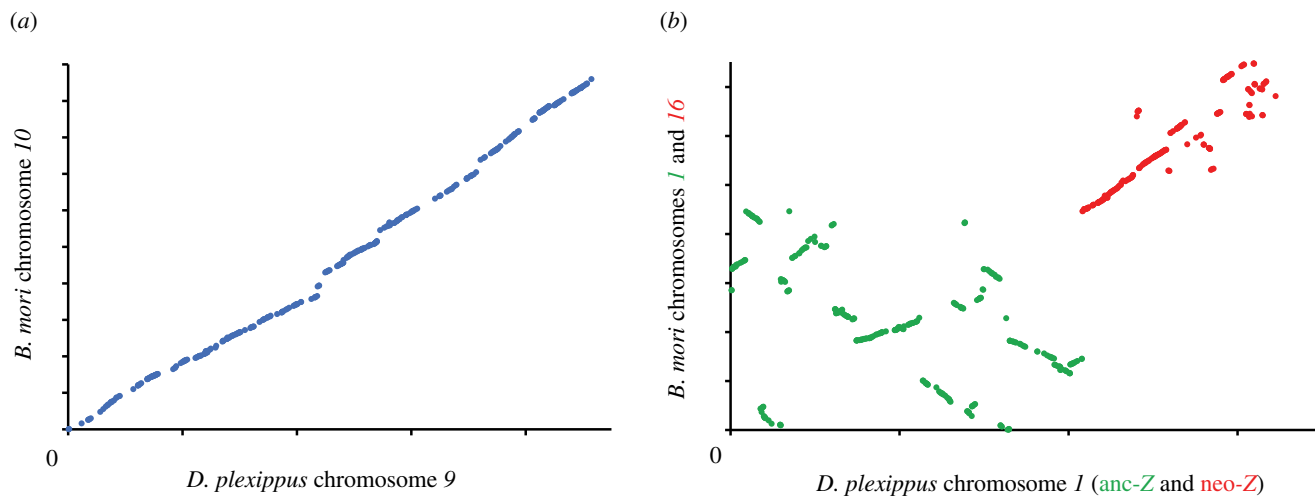 (a)
B. mori chromosome 10
0
D. plexippus chromosome 9
(b)
B. mori chromosomes 1 and 16
0
D. plexippus chromosome 1 (anc-Z and neo-Z)